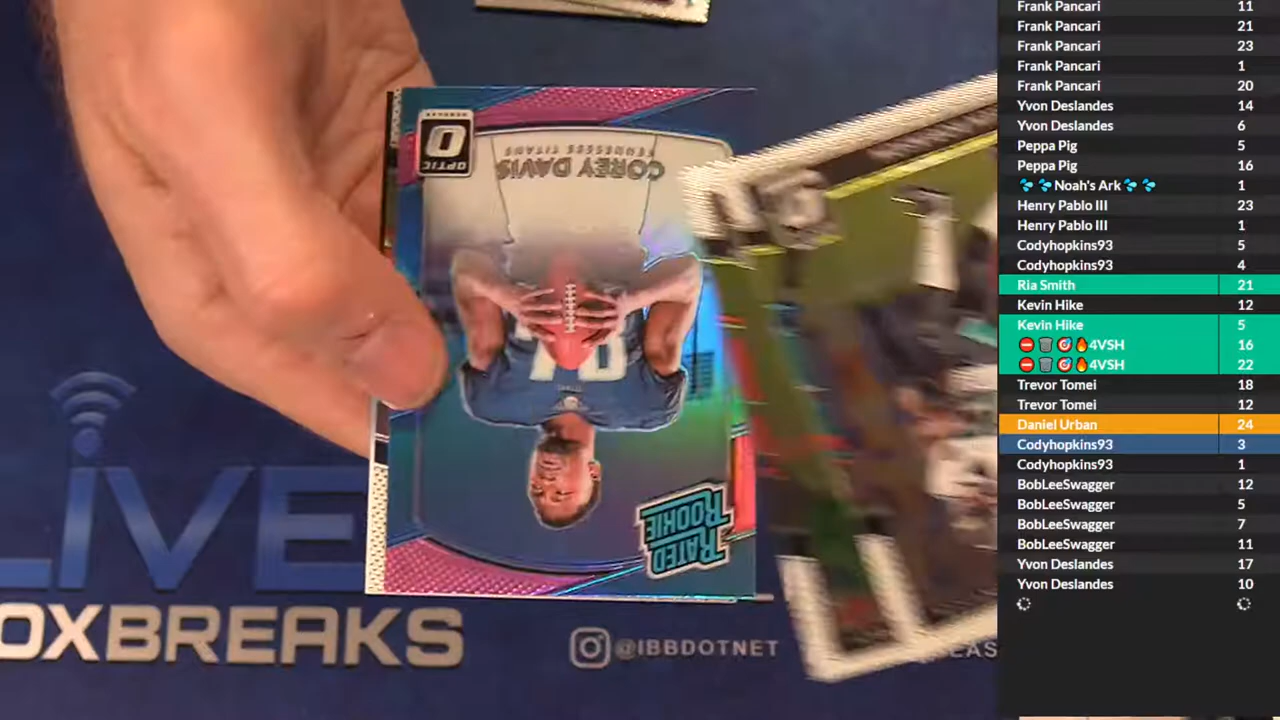 OPTIC
COREY DAVIS
TENNESSEE TITANS
RATED
ROOKIE
LIVE
OXBREAKS
@IBBDOTNET
EAS
Frank Pancari 11
Frank Pancari 21
Frank Pancari 23
Frank Pancari 1
Frank Pancari 20
Yvon Deslandes 14
Yvon Deslandes 6
Peppa Pig 5
Peppa Pig 16
💦 💦 Noah's Ark 💦 💦 1
Henry Pablo III 23
Henry Pablo III 1
Codyhopkins93 5
Codyhopkins93 4
Ria Smith 21
Kevin Hike 12
Kevin Hike 5
⛔🗑️🎯🔥4VSH 16
⛔🗑️🎯🔥4VSH 22
Trevor Tomei 18
Trevor Tomei 12
Daniel Urban 24
Codyhopkins93 3
Codyhopkins93 1
BobLeeSwagger 12
BobLeeSwagger 5
BobLeeSwagger 7
BobLeeSwagger 11
Yvon Deslandes 17
Yvon Deslandes 10